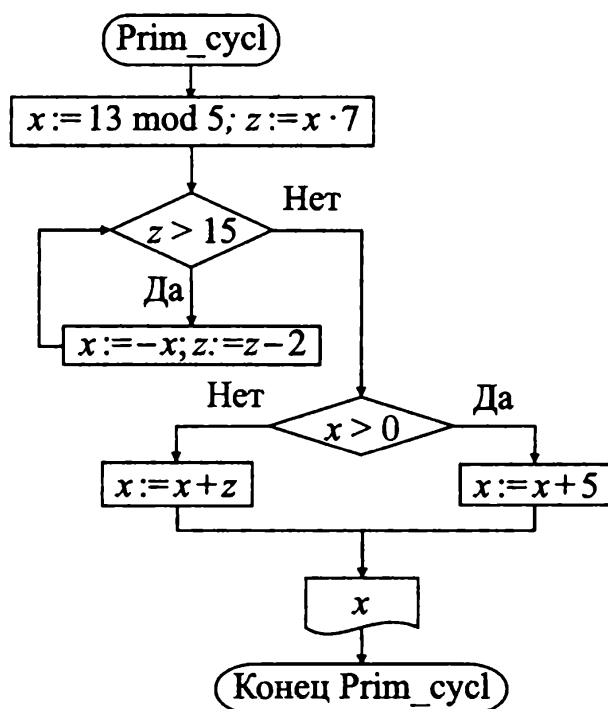 Prim_cycl
x := 13 mod 5; z := x · 7
Нет
z > 15
Да
x := −x; z := z − 2
Нет
Да
x > 0
x := x + z
x := x + 5
x
Конец Prim_cycl